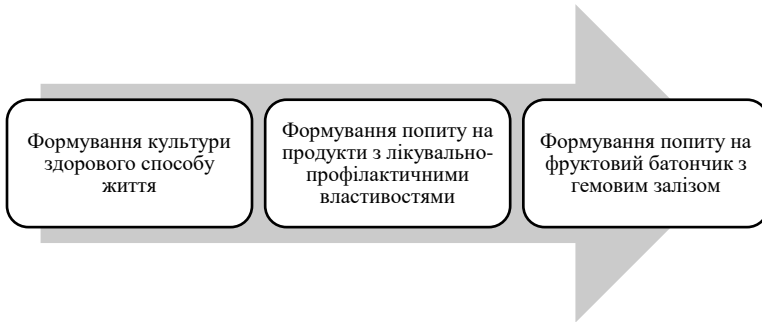 Формування культури
здорового способу
життя
Формування попиту на
продукти з лікувально-
профілактичними
властивостями
Формування попиту на
фруктовий батончик з
гемовим залізом